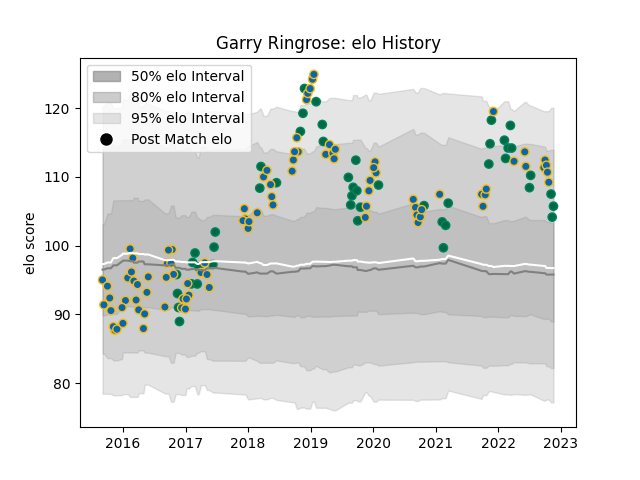 Garry Ringrose: elo History
50% elo Interval
80% elo Interval
95% elo Interval
Post Match elo
elo score
120
110
100
90
80
2016 2017 2018 2019 2020 2021 2022 2023